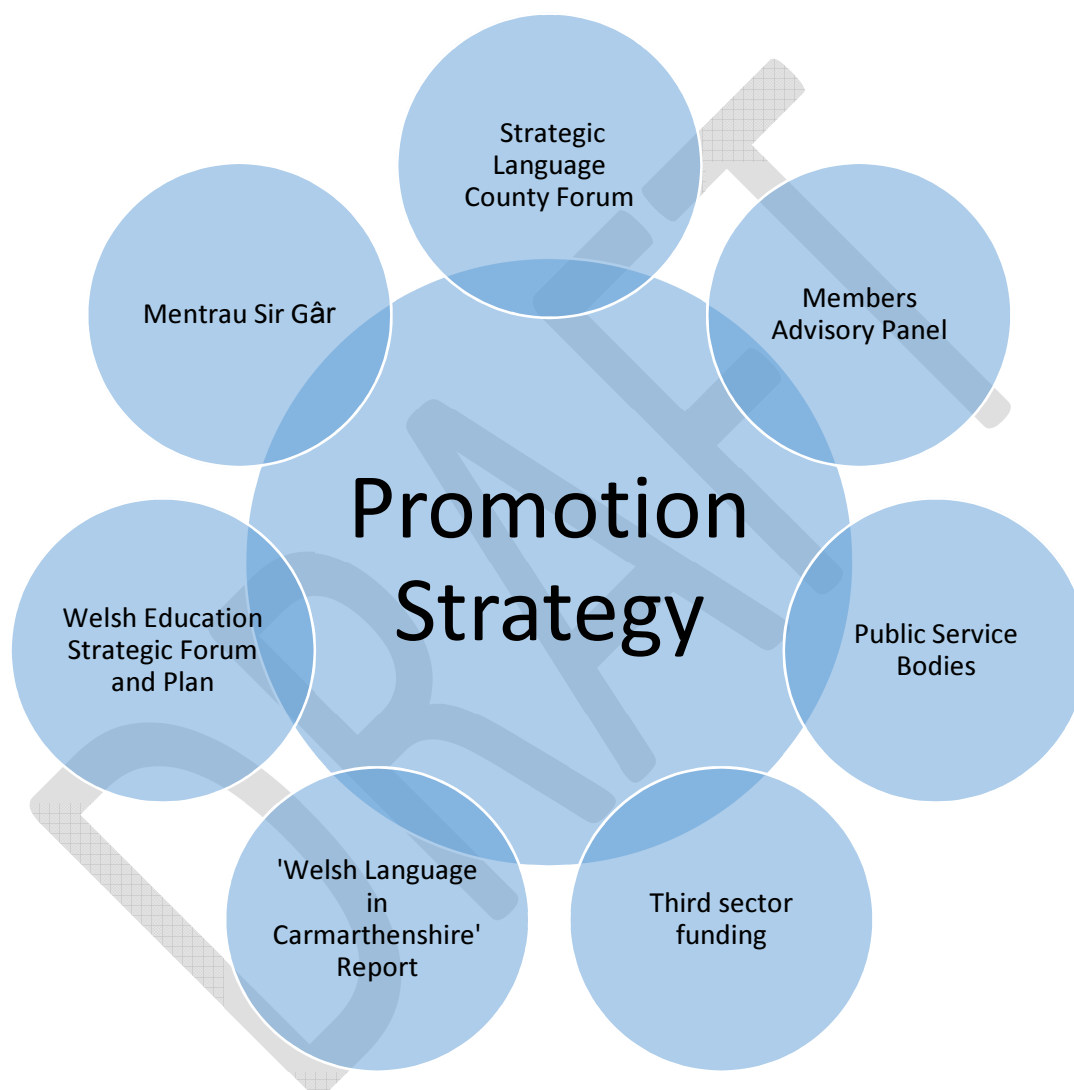 Strategic
Language
County Forum
Members
Advisory Panel
Public Service
Bodies
Third sector
funding
'Welsh Language
in
Carmarthenshire'
Report
Welsh Education
Strategic Forum
and Plan
Mentrau Sir Gâr
Promotion
Strategy
DRAFT